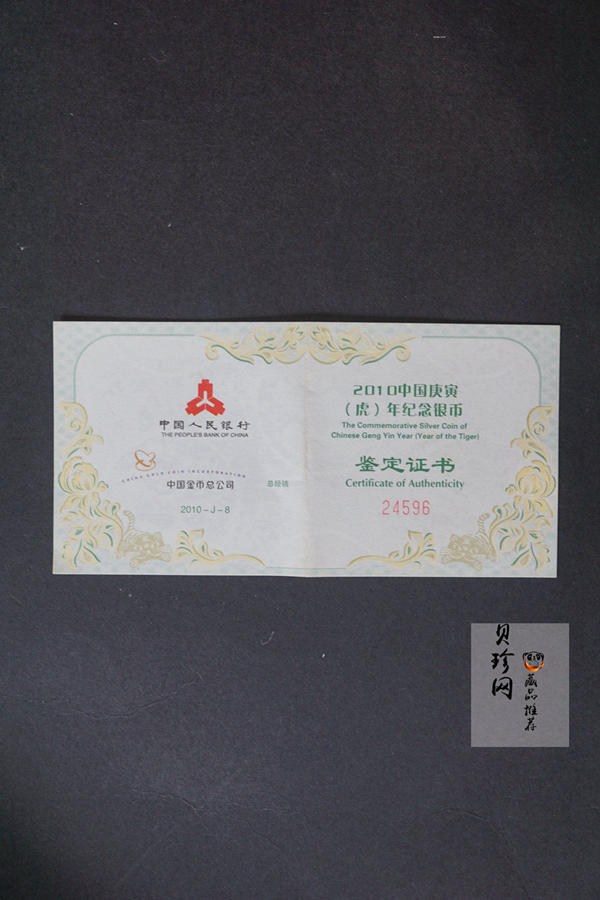 中国人民银行
THE PEOPLE'S BANK OF CHINA
CHINA GOLD COIN INCORPORATION
中国金币总公司 总经销
2010-J-8
2010中国庚寅
（虎）年纪念银币
The Commemorative Silver Coin of
Chinese Geng Yin Year (Year of the Tiger)
鉴定证书
Certificate of Authenticity
24596
贝珍网
藏品推荐